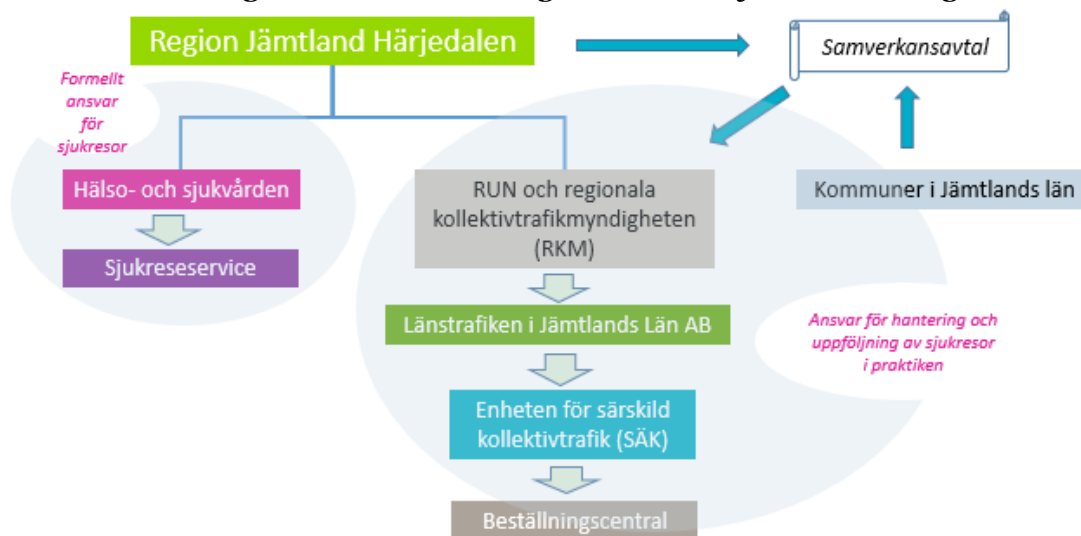 Region Jämtland Härjedalen
Samverkansavtal
Formellt
ansvar
för
sjukresor
Hälso- och sjukvården
Sjukreseservice
RUN och regionala
kollektivtrafikmyndigheten
(RKM)
Kommuner i Jämtlands län
Länstrafiken i Jämtlands Län AB
Ansvar för hantering och
uppföljning av sjukresor
i praktiken
Enheten för särskild
kollektivtrafik (SÄK)
Beställningscentral